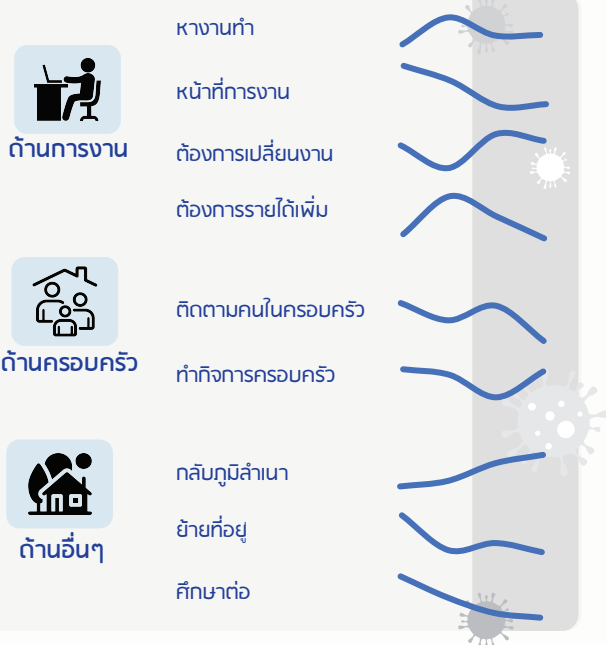 หางานทำ
หน้าที่การงาน
ด้านการงาน
ต้องการเปลี่ยนงาน
ต้องการรายได้เพิ่ม
ติดตามคนในครอบครัว
ด้านครอบครัว
ทำกิจการครอบครัว
กลับภูมิลำเนา
ย้ายที่อยู่
ด้านอื่นๆ
ศึกษาต่อ